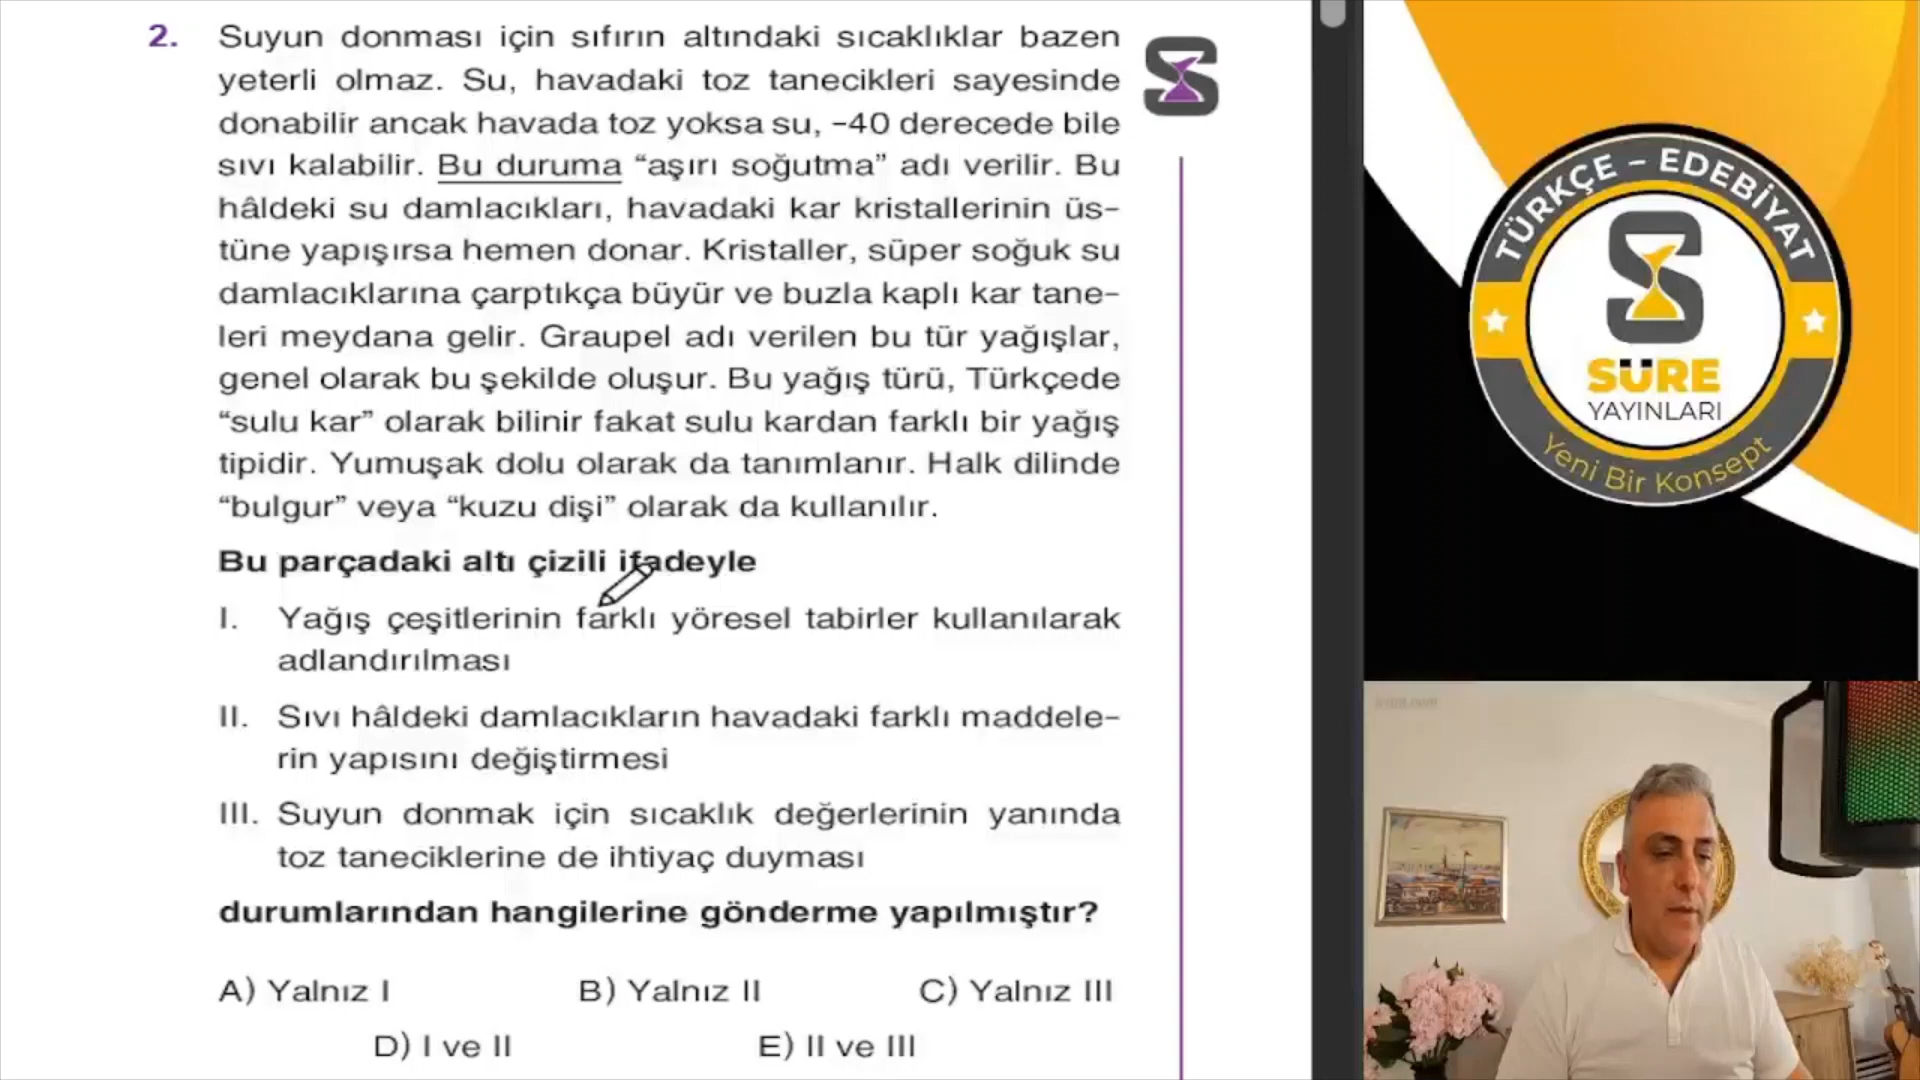 2. Suyun donması için sıfırın altındaki sıcaklıklar bazen
yeterli olmaz. Su, havadaki toz tanecikleri sayesinde
donabilir ancak havada toz yoksa su, -40 derecede bile
sıvı kalabilir. Bu duruma “aşırı soğutma” adı verilir. Bu
hâldeki su damlacıkları, havadaki kar kristallerinin üs-
tüne yapışırsa hemen donar. Kristaller, süper soğuk su
damlacıklarına çarptıkça büyür ve buzla kaplı kar tane-
leri meydana gelir. Graupel adı verilen bu tür yağışlar,
genel olarak bu şekilde oluşur. Bu yağış türü, Türkçede
“sulu kar” olarak bilinir fakat sulu kardan farklı bir yağış
tipidir. Yumuşak dolu olarak da tanımlanır. Halk dilinde
“bulgur” veya “kuzu dişi” olarak da kullanılır.
Bu parçadaki altı çizili ifadeyle
I. Yağış çeşitlerinin farklı yöresel tabirler kullanılarak
adlandırılması
II. Sıvı hâldeki damlacıkların havadaki farklı maddele-
rin yapısını değiştirmesi
III. Suyun donmak için sıcaklık değerlerinin yanında
toz taneciklerine de ihtiyaç duyması
durumlarından hangilerine gönderme yapılmıştır?
A) Yalnız I B) Yalnız II C) Yalnız III
D) I ve II E) II ve III
TÜRKÇE – EDEBİYAT
SÜRE
YAYINLARI
Yeni Bir Konsept